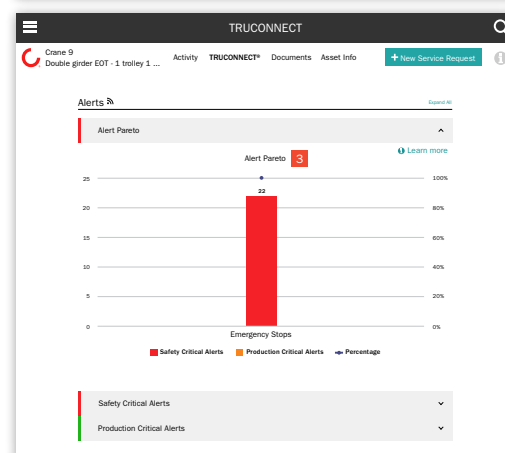 TRUCONNECT
Crane 9
Double girder EOT - 1 trolley 1 ...
Activity TRUCONNECT® Documents Asset Info + New Service Request
Alerts Expand All
Alert Pareto
Learn more
Alert Pareto 3
25 100%
22
20 80%
15 60%
10 40%
5 20%
0 0%
Emergency Stops
Safety Critical Alerts Production Critical Alerts Percentage
Safety Critical Alerts
Production Critical Alerts